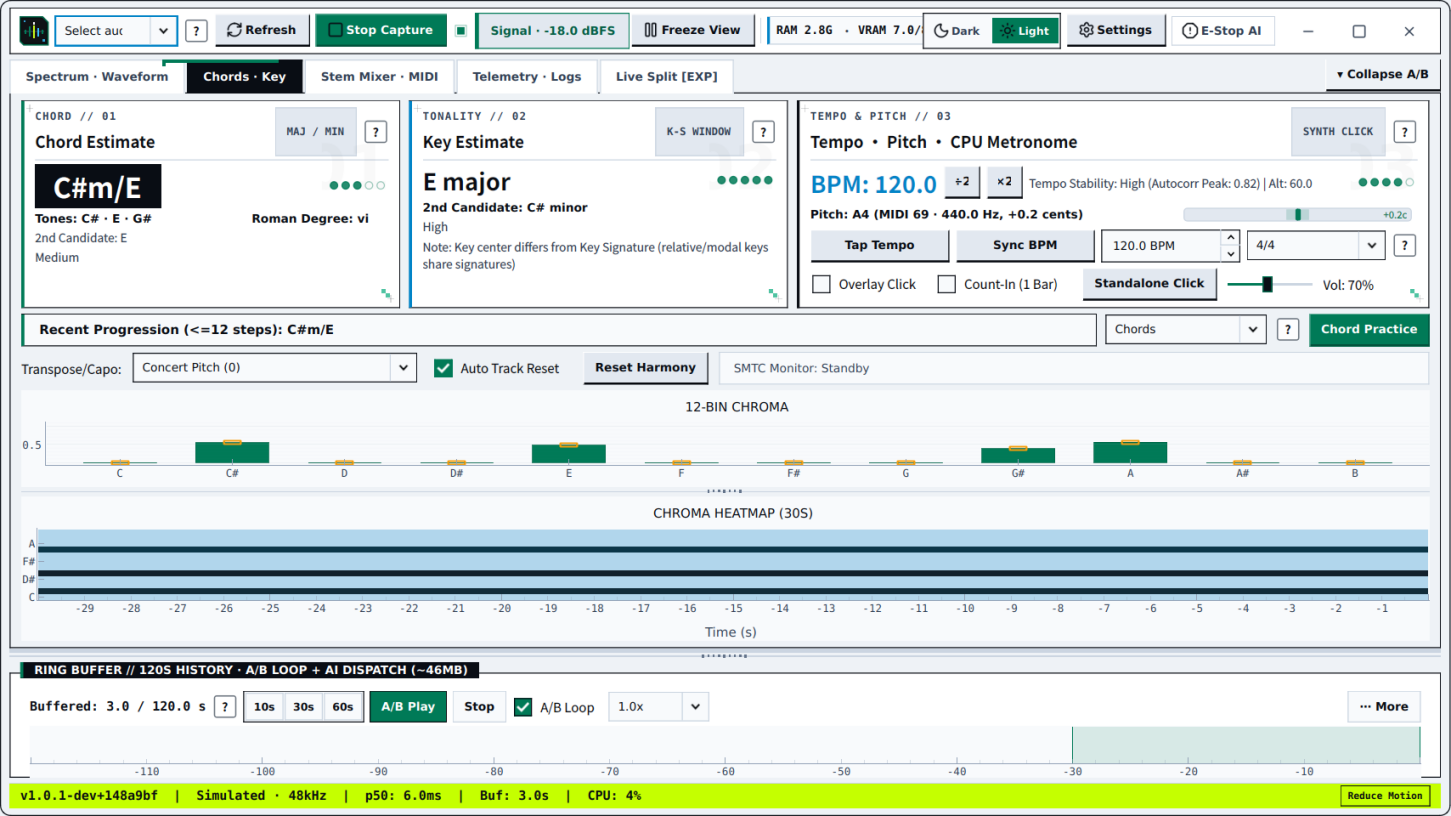 Select auc
?
Refresh
Stop Capture
Signal · -18.0 dBFS
Freeze View
RAM 2.8G · VRAM 7.0/
Dark
Light
Settings
E-Stop AI
Spectrum · Waveform
Chords · Key
Stem Mixer · MIDI
Telemetry · Logs
Live Split [EXP]
▾ Collapse A/B
CHORD // 01
Chord Estimate
MAJ / MIN
?
C#m/E
Tones: C# · E · G#
Roman Degree: vi
2nd Candidate: E
Medium
TONALITY // 02
Key Estimate
K-S WINDOW
?
E major
2nd Candidate: C# minor
High
Note: Key center differs from Key Signature (relative/modal keys
share signatures)
TEMPO & PITCH // 03
Tempo • Pitch • CPU Metronome
SYNTH CLICK
?
BPM: 120.0
÷2
×2
Tempo Stability: High (Autocorr Peak: 0.82) | Alt: 60.0
Pitch: A4 (MIDI 69 · 440.0 Hz, +0.2 cents)
+0.2c
Tap Tempo
Sync BPM
120.0 BPM
4/4
?
Overlay Click
Count-In (1 Bar)
Standalone Click
Vol: 70%
Recent Progression (<=12 steps): C#m/E
Chords
?
Chord Practice
Transpose/Capo:
Concert Pitch (0)
Auto Track Reset
Reset Harmony
SMTC Monitor: Standby
12-BIN CHROMA
0.5
C C# D D# E F F# G G# A A# B
CHROMA HEATMAP (30S)
A
F#
D#
C
-29 -28 -27 -26 -25 -24 -23 -22 -21 -20 -19 -18 -17 -16 -15 -14 -13 -12 -11 -10 -9 -8 -7 -6 -5 -4 -3 -2 -1
Time (s)
RING BUFFER // 120S HISTORY · A/B LOOP + AI DISPATCH (~46MB)
Buffered: 3.0 / 120.0 s
?
10s
30s
60s
A/B Play
Stop
A/B Loop
1.0x
··· More
-110 -100 -90 -80 -70 -60 -50 -40 -30 -20 -10
v1.0.1-dev+148a9bf | Simulated · 48kHz | p50: 6.0ms | Buf: 3.0s | CPU: 4%
Reduce Motion